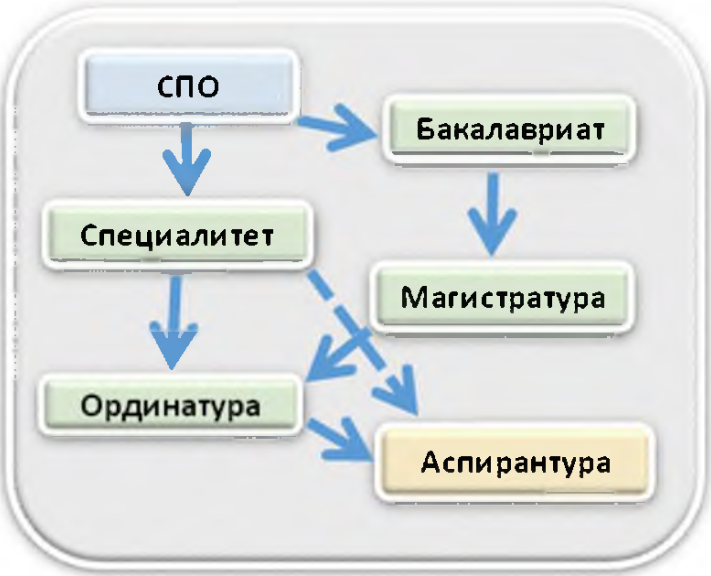 СПО
Бакалавриат
Специалитет
Магистратура
Ординатура
Аспирантура